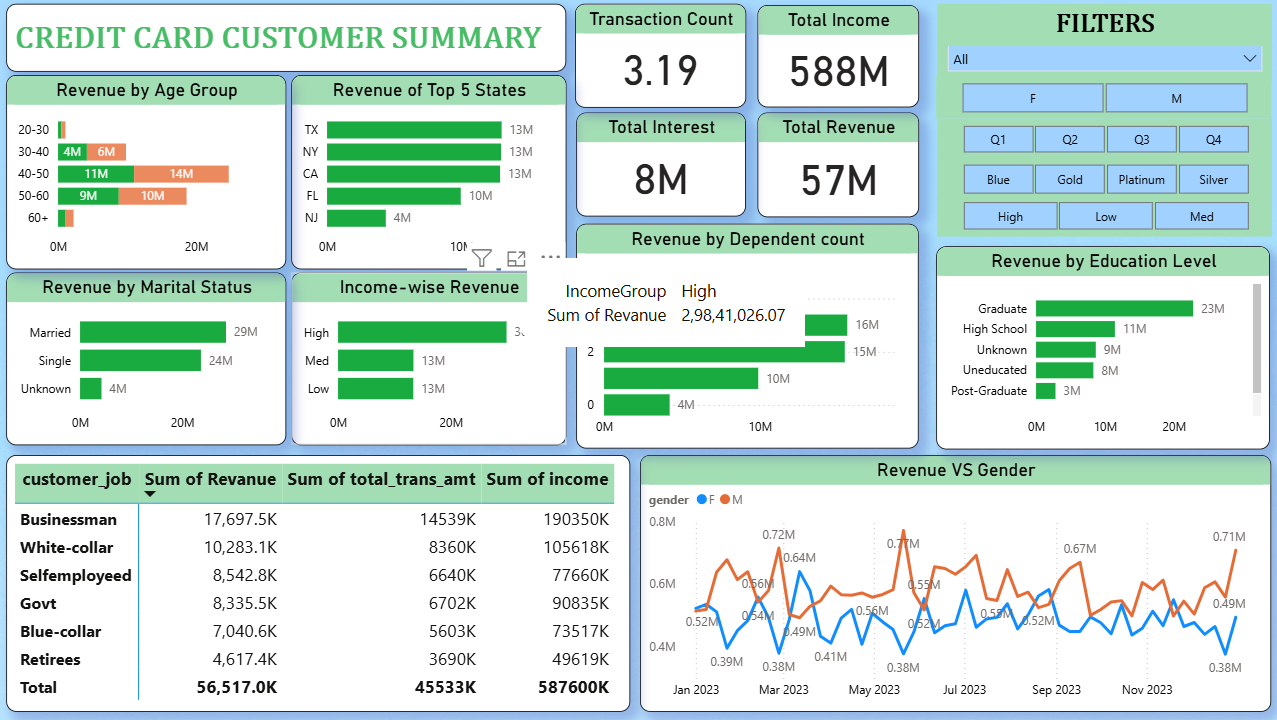 CREDIT CARD CUSTOMER SUMMARY
Transaction Count
3.19
Total Income
588M
Total Interest
8M
Total Revenue
57M
FILTERS
All
F M
Q1 Q2 Q3 Q4
Blue Gold Platinum Silver
High Low Med
Revenue by Age Group
20-30
30-40 4M 6M
40-50 11M 14M
50-60 9M 10M
60+
0M 20M
Revenue of Top 5 States
TX 13M
NY 13M
CA 13M
FL 10M
NJ 4M
0M
Revenue by Marital Status
Married 29M
Single 24M
Unknown 4M
0M 20M
Income-wise Revenue
High
Med 13M
Low 13M
0M 20M
IncomeGroup High
Sum of Revanue 2,98,41,026.07
Revenue by Dependent count
16M
2 15M
10M
0 4M
0M 10M
Revenue by Education Level
Graduate 23M
High School 11M
Unknown 9M
Uneducated 8M
Post-Graduate 3M
0M 10M 20M
customer_job Sum of Revanue Sum of total_trans_amt Sum of income
Businessman 17,697.5K 14539K 190350K
White-collar 10,283.1K 8360K 105618K
Selfemployeed 8,542.8K 6640K 77660K
Govt 8,335.5K 6702K 90835K
Blue-collar 7,040.6K 5603K 73517K
Retirees 4,617.4K 3690K 49619K
Total 56,517.0K 45533K 587600K
Revenue VS Gender
gender F M
0.8M
0.6M
0.4M
0.72M
0.77M
0.67M
0.71M
0.64M
0.56M
0.55M
0.52M
0.54M
0.49M
0.56M
0.52M
0.55M
0.52M
0.49M
0.39M
0.38M
0.41M
0.38M
0.38M
Jan 2023 Mar 2023 May 2023 Jul 2023 Sep 2023 Nov 2023